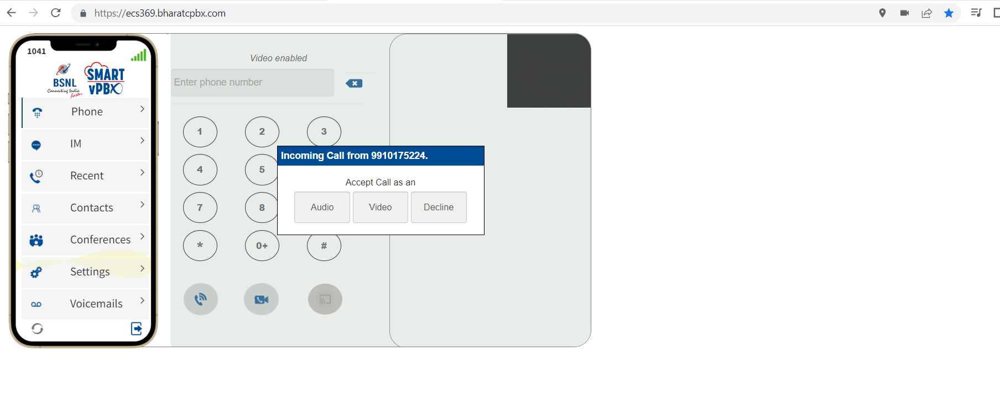 https://ecs369.bharatcpbx.com
1041
BSNL
Connecting India
faster
SMART
vPBX
Phone
IM
Recent
Contacts
Conferences
Settings
Voicemails
Video enabled
Enter phone number
1 2 3
4 5
7 8
* 0+ #
Incoming Call from 9910175224.
Accept Call as an
Audio Video Decline